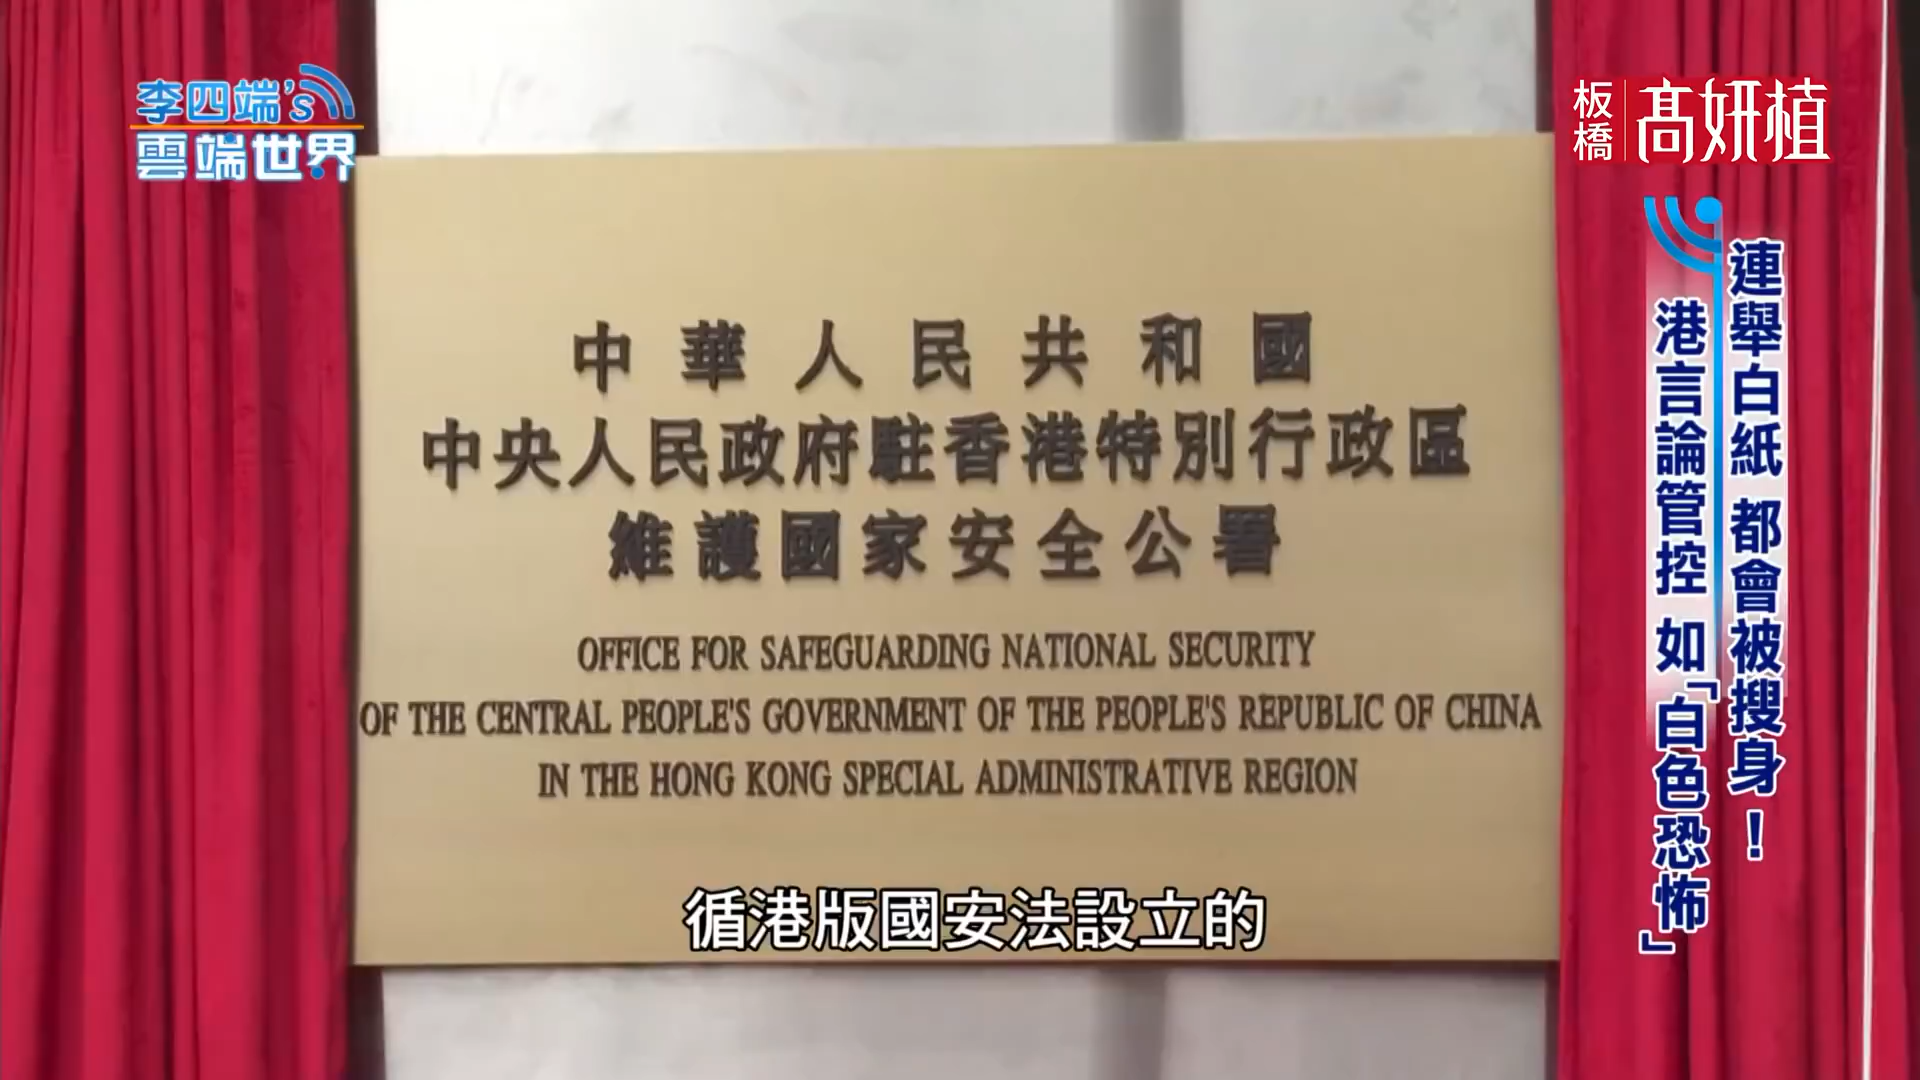 李四端's
雲端世界
板橋
髙妍植
連舉白紙 都會被搜身！
港言論管控 如「白色恐怖」
中華人民共和國
中央人民政府駐香港特別行政區
維護國家安全公署
OFFICE FOR SAFEGUARDING NATIONAL SECURITY
OF THE CENTRAL PEOPLE'S GOVERNMENT OF THE PEOPLE'S REPUBLIC OF CHINA
IN THE HONG KONG SPECIAL ADMINISTRATIVE REGION
循港版國安法設立的